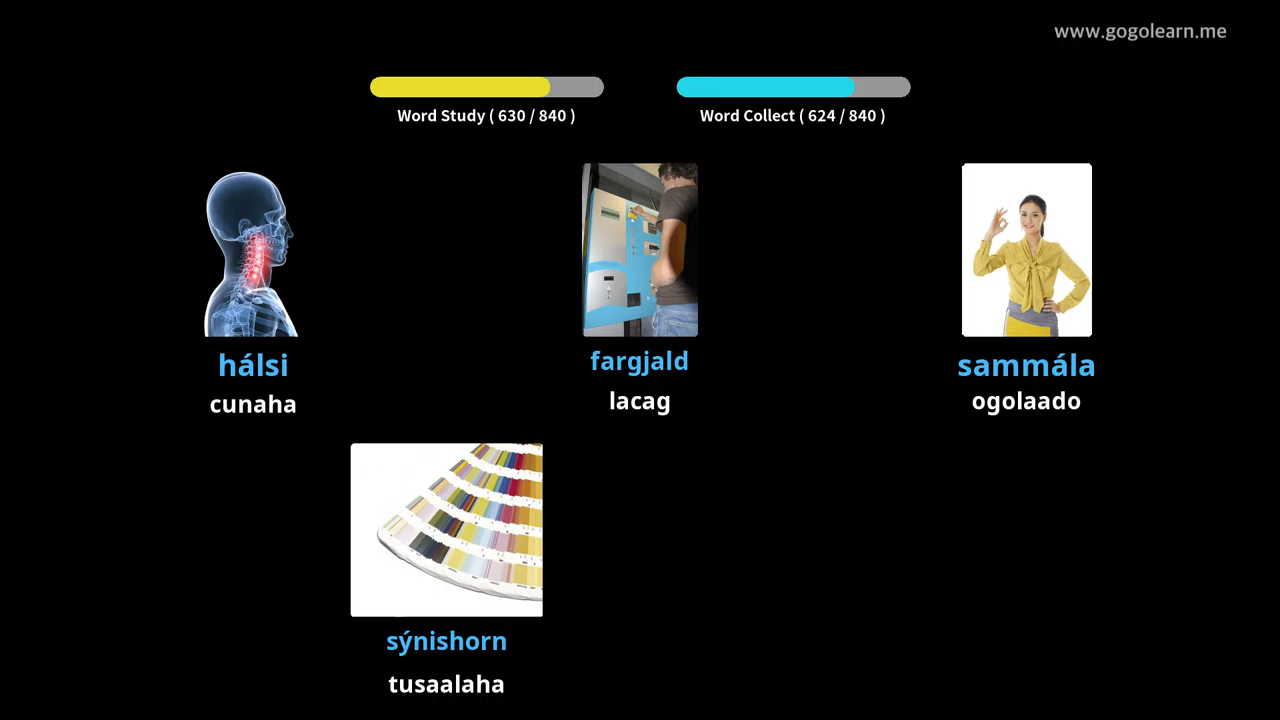 www.gogolearn.me
Word Study ( 630 / 840 )
Word Collect ( 624 / 840 )
hálsi
cunaha
fargjald
lacag
sammála
ogolaado
sýnishorn
tusaalaha